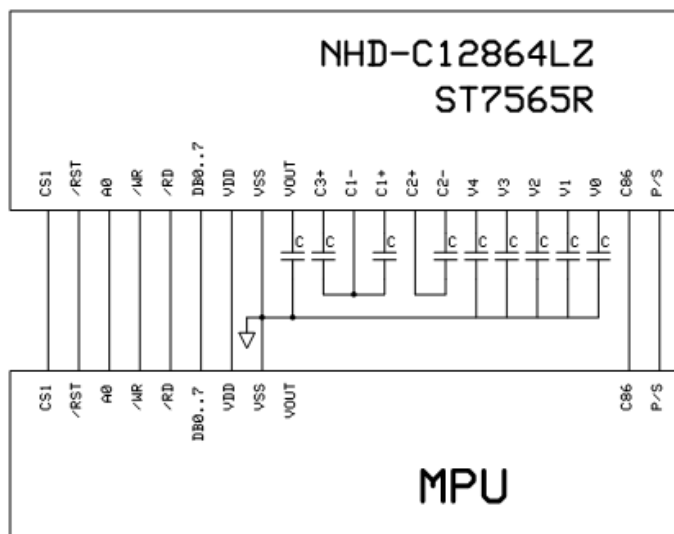 NHD-C12864LZ
ST7565R
CS1 /RST A0 /WR /RD DB0..7 VDD VSS VOUT C3+ C1- C1+ C2+ C2- V4 V3 V2 V1 V0 C86 P/S
C C C C C C C C C
CS1 /RST A0 /WR /RD DB0..7 VDD VSS VOUT C86 P/S
MPU